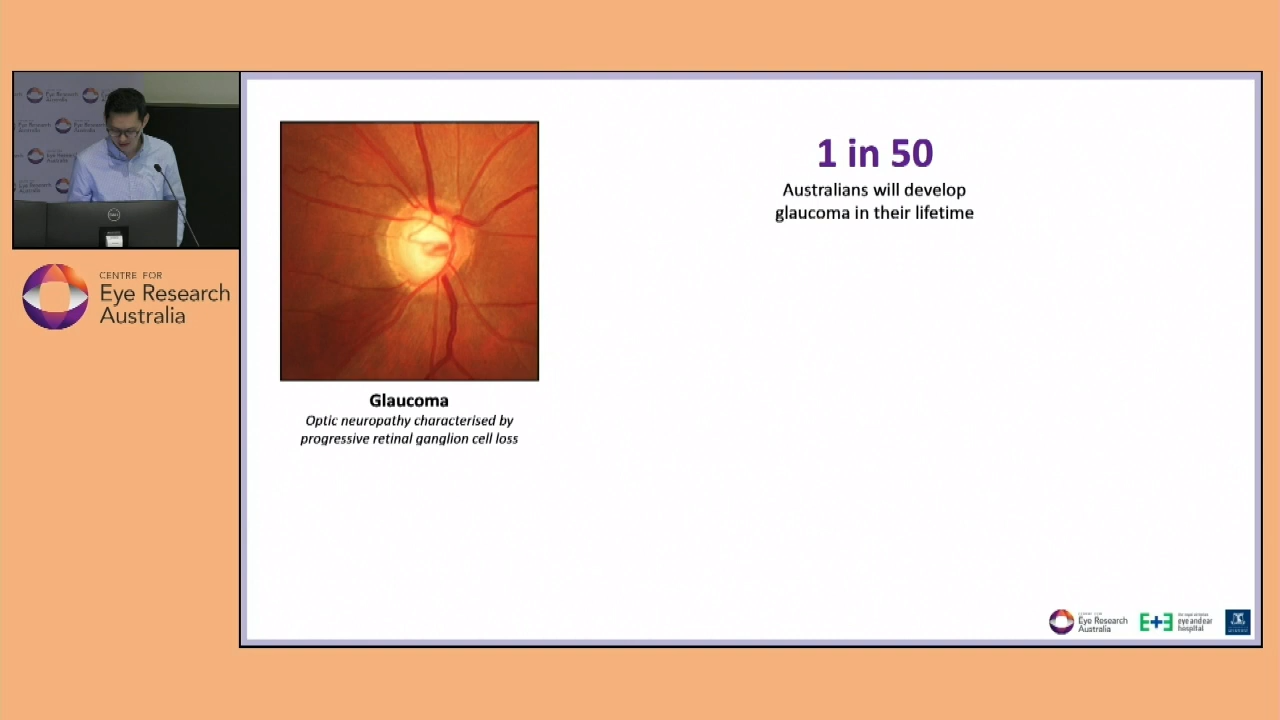 CENTRE FOR
Eye Research
Australia
1 in 50
Australians will develop
glaucoma in their lifetime
Glaucoma
Optic neuropathy characterised by
progressive retinal ganglion cell loss
Eye Research
Australia
E+3
eye and ear
hospital